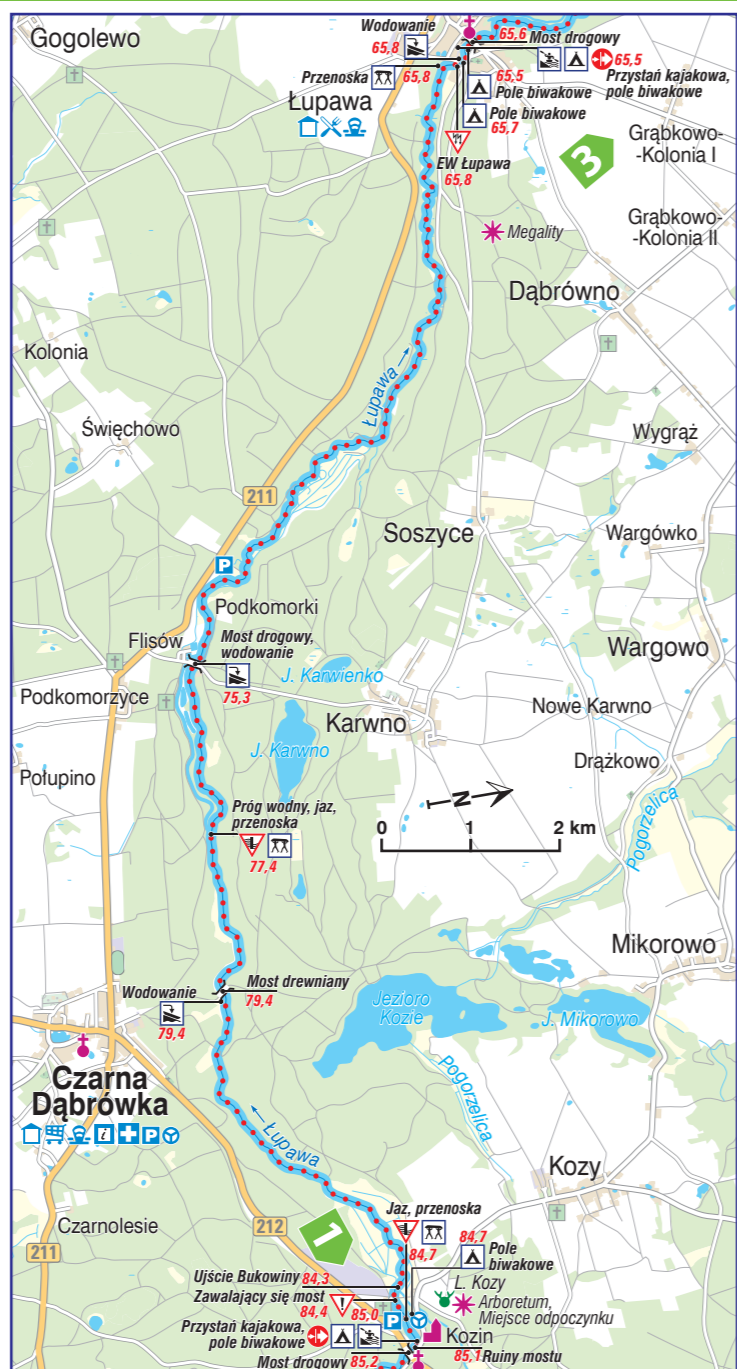 Gogolewo
Wodowanie
65,8
65,6 Most drogowy
65,5
Przystań kajakowa,
pole biwakowe
Przenoska
65,8
65,5
Pole biwakowe
Łupawa
Pole biwakowe
65,7
EW Łupawa
65,8
3
Grąbkowo-
-Kolonia I
Grąbkowo-
-Kolonia II
Megality
Dąbrówno
Kolonia
Łupawa
Święchowo
Wygrąż
211
Soszyce
Wargówko
P
Podkomorki
Flisów
Most drogowy,
wodowanie
75,3
Wargowo
J. Karwienko
Podkomorzyce
Karwno
Nowe Karwno
J. Karwno
Drążkowo
Połupino
N
Pogorzelica
0 1 2 km
Próg wodny, jaz,
przenoska
77,4
Mikorowo
Most drewniany
79,4
Wodowanie
79,4
Jezioro
Kozie
J. Mikorowo
Czarna
Dąbrówka
i
P
Pogorzelica
Łupawa
Kozy
Jaz, przenoska
84,7
84,7
Pole
biwakowe
Czarnolesie
212
1
211
L. Kozy
Ujście Bukowiny 84,3
Zawalający się most
84,4
!
85,0
P
Arboretum,
Miejsce odpoczynku
Przystań kajakowa,
pole biwakowe
Kozin
Most drogowy 85,2
85,1 Ruiny mostu